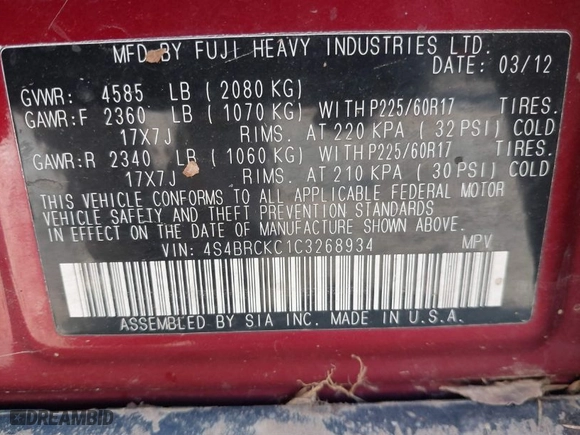 MFD BY FUJI HEAVY INDUSTRIES LTD.
DATE: 03/12
GVWR: 4585 LB ( 2080 KG)
GAWR:F 2360 LB ( 1070 KG) WITH P225/60R17 TIRES.
17X7J RIMS. AT 220 KPA ( 32 PSI) COLD
GAWR:R 2340 LB ( 1060 KG) WITH P225/60R17 TIRES.
17X7J RIMS. AT 210 KPA ( 30 PSI) COLD
THIS VEHICLE CONFORMS TO ALL APPLICABLE FEDERAL MOTOR
VEHICLE SAFETY AND THEFT PREVENTION STANDARDS
IN EFFECT ON THE DATE OF MANUFACTURE SHOWN ABOVE.
VIN: 4S4BRCKC1C3268934 MPV
ASSEMBLED BY SIA INC. MADE IN U.S.A.
DREAMBID